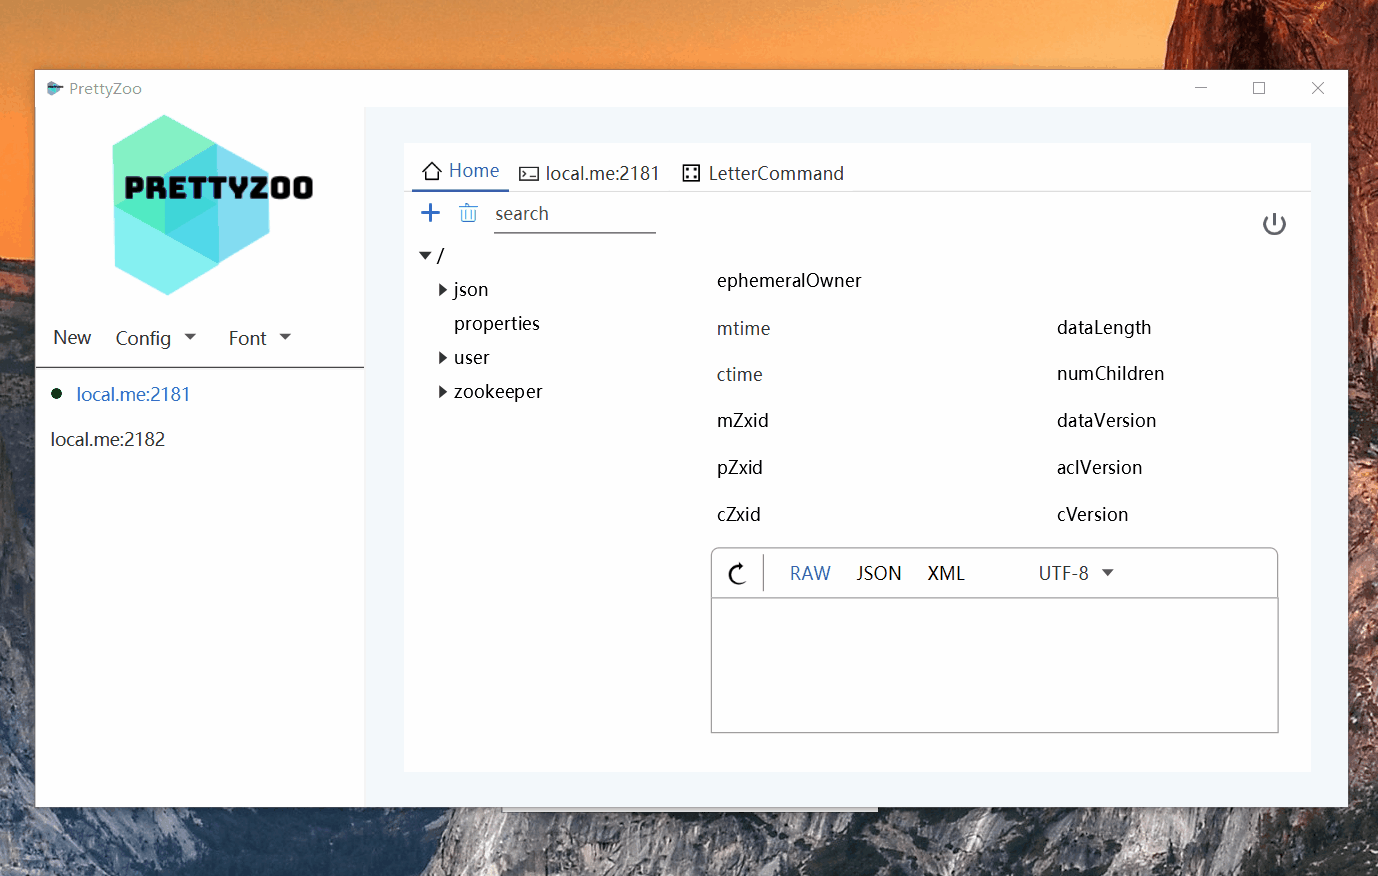 PrettyZoo
PRETTYZOO
New Config Font
local.me:2181
local.me:2182
Home local.me:2181 LetterCommand
search
/
json
properties
user
zookeeper
ephemeralOwner
mtime dataLength
ctime numChildren
mZxid dataVersion
pZxid aclVersion
cZxid cVersion
RAW JSON XML UTF-8